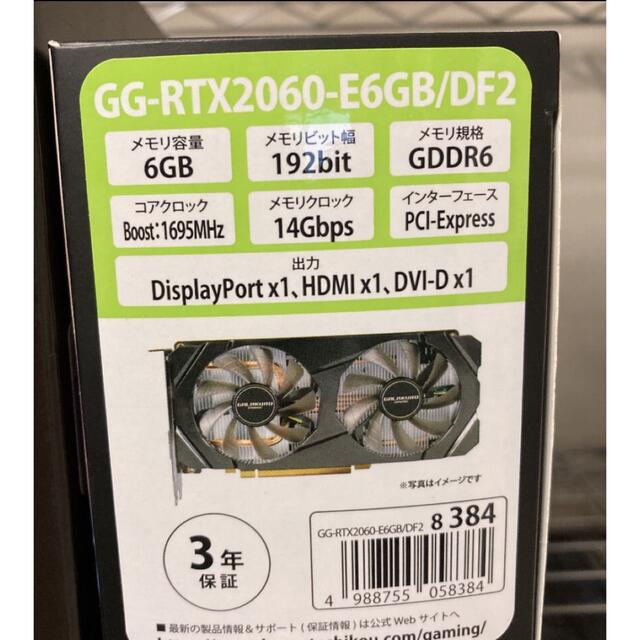 GG-RTX2060-E6GB/DF2
メモリ容量
6GB
メモリビット幅
192bit
メモリ規格
GDDR6
コアクロック
Boost:1695MHz
メモリクロック
14Gbps
インターフェース
PCI-Express
出力
DisplayPort x1、HDMI x1、DVI-D x1
GALAKURO
GALAKURO
※写真はイメージです
3年
保証
GG-RTX2060-E6GB/DF2 8 384
4 988755 058384
■ 最新の製品情報＆サポート（保証情報）は公式 Web サイトへ
shikou.com/gaming/